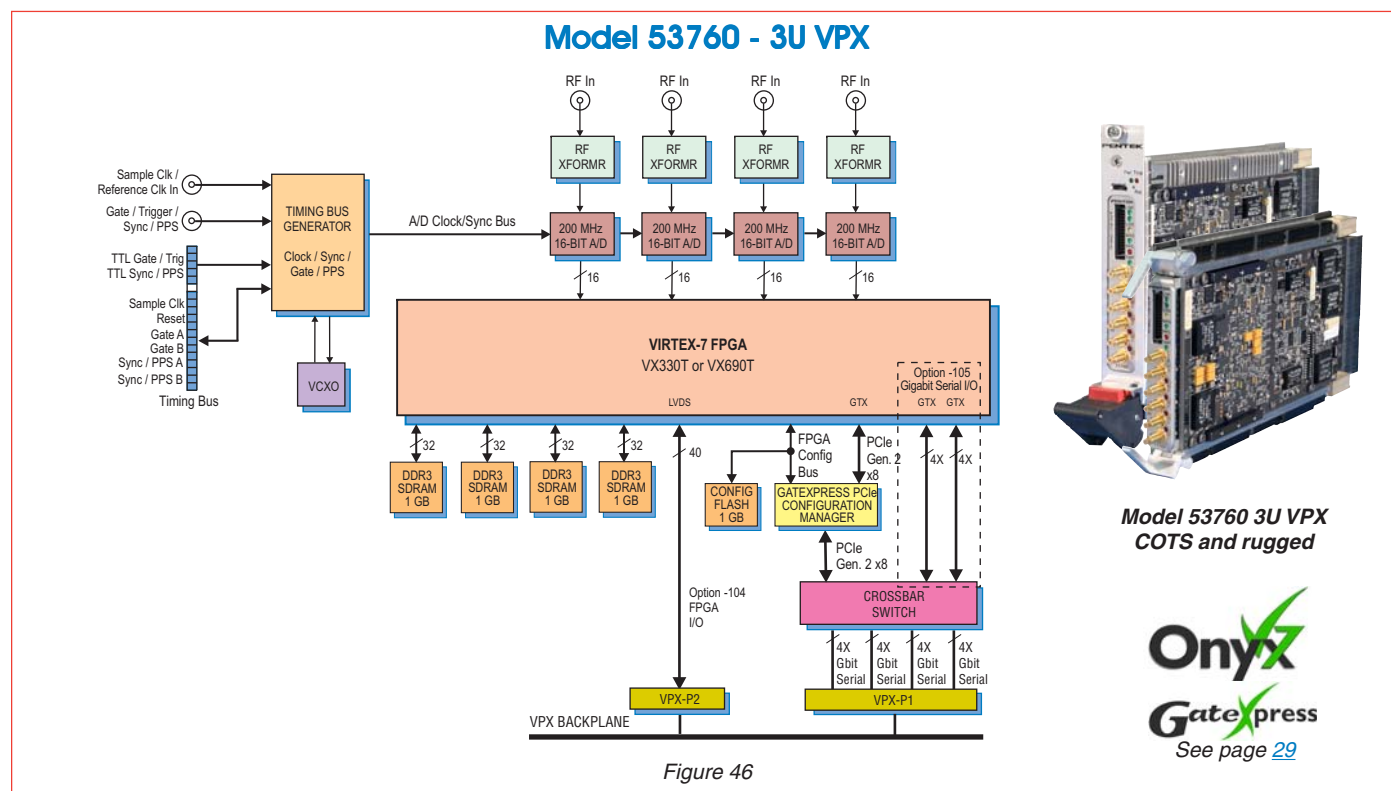 Model 53760 - 3U VPX
RF In
RF In
RF In
RF In
RF
XFORMR
RF
XFORMR
RF
XFORMR
RF
XFORMR
Sample Clk /
Reference Clk In
Gate / Trigger /
Sync / PPS
TTL Gate / Trig
TTL Sync / PPS
Sample Clk
Reset
Gate A
Gate B
Sync / PPS A
Sync / PPS B
Timing Bus
TIMING BUS
GENERATOR
Clock / Sync /
Gate / PPS
VCXO
A/D Clock/Sync Bus
200 MHz
16-BIT A/D
200 MHz
16-BIT A/D
200 MHz
16-BIT A/D
200 MHz
16-BIT A/D
16
16
16
16
VIRTEX-7 FPGA
VX330T or VX690T
Option -105
Gigabit Serial I/O
LVDS
GTX
GTX
GTX
32
32
32
32
40
FPGA
Config
Bus
PCIe
Gen. 2
x8
4X
4X
DDR3
SDRAM
1 GB
DDR3
SDRAM
1 GB
DDR3
SDRAM
1 GB
DDR3
SDRAM
1 GB
CONFIG
FLASH
1 GB
GATEXPRESS PCIe
CONFIGURATION
MANAGER
PCIe
Gen. 2 x8
Option -104
FPGA
I/O
CROSSBAR
SWITCH
4X
Gbit
Serial
4X
Gbit
Serial
4X
Gbit
Serial
4X
Gbit
Serial
VPX-P2
VPX-P1
VPX BACKPLANE
Figure 46
PENTEK
Model 53760 3U VPX
COTS and rugged
Onyx7
GateXpress
See page 29